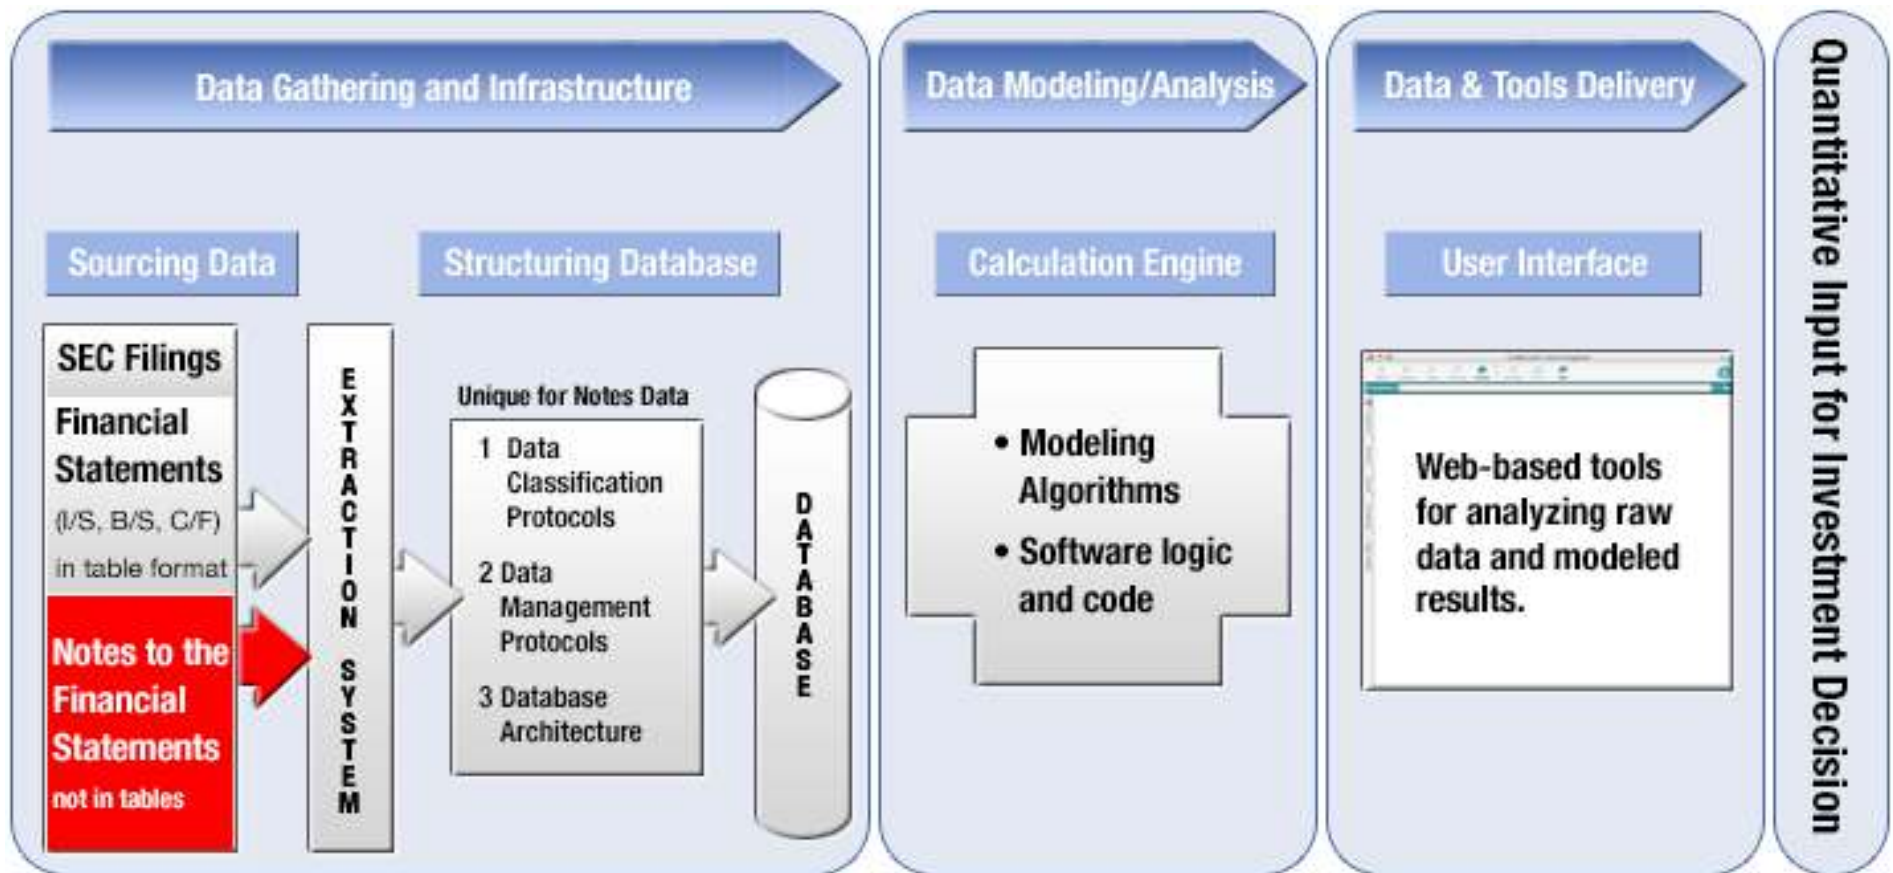 Data Gathering and Infrastructure
Sourcing Data
Structuring Database
SEC Filings
Financial
Statements
(I/S, B/S, C/F)
in table format
Notes to the
Financial
Statements
not in tables
EXTRACTION SYSTEM
Unique for Notes Data
1 Data
Classification
Protocols
2 Data
Management
Protocols
3 Database
Architecture
DATABASE
Data Modeling/Analysis
Calculation Engine
• Modeling
Algorithms
• Software logic
and code
Data & Tools Delivery
User Interface
Web-based tools
for analyzing raw
data and modeled
results.
Quantitative Input for Investment Decision